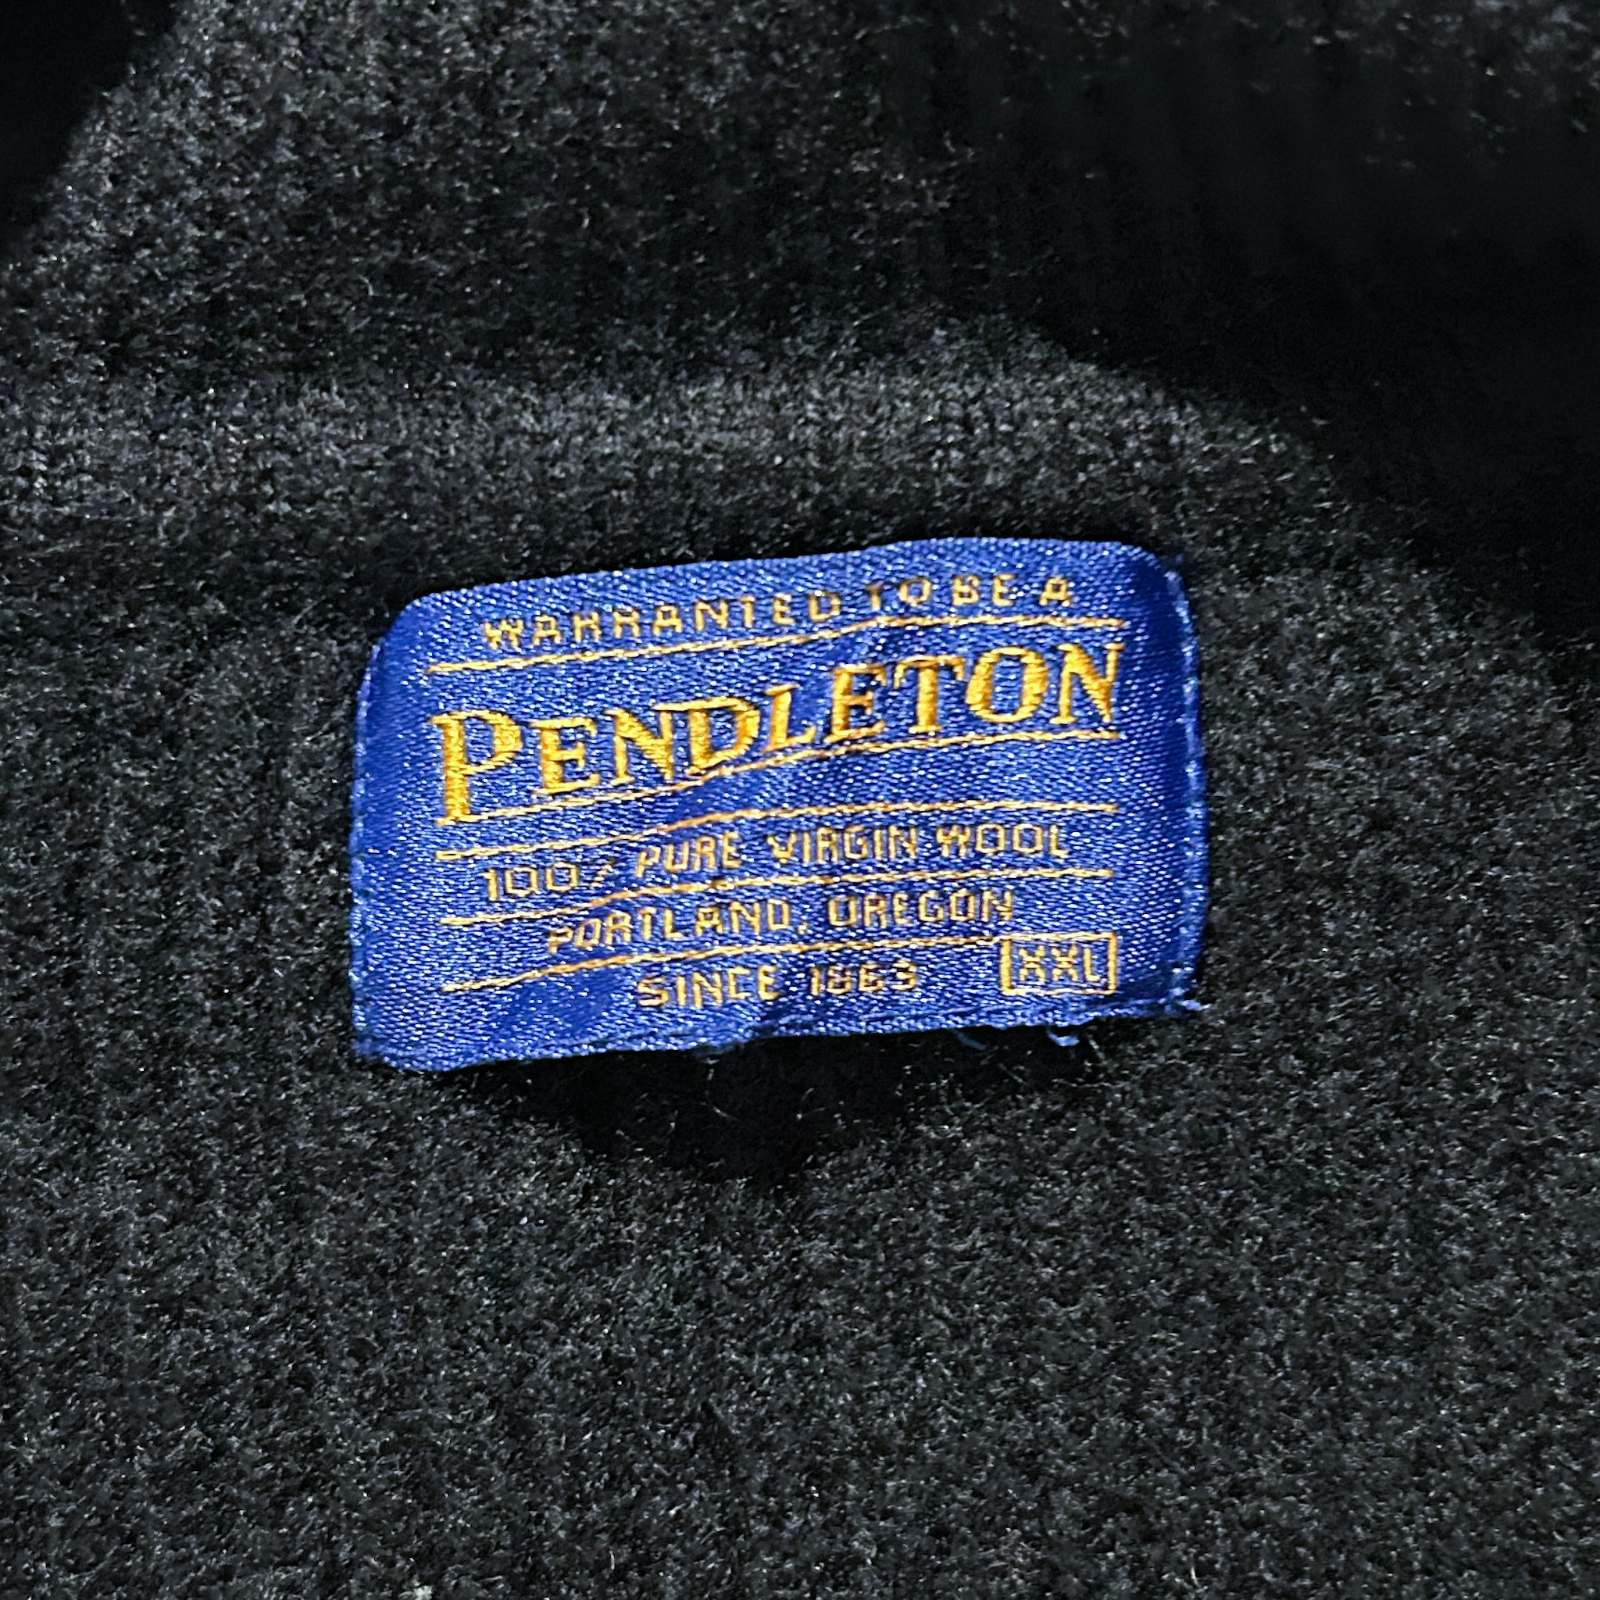 WARRANTED TO BE A
PENDLETON
100% PURE VIRGIN WOOL
PORTLAND, OREGON
SINCE 1863 XXL